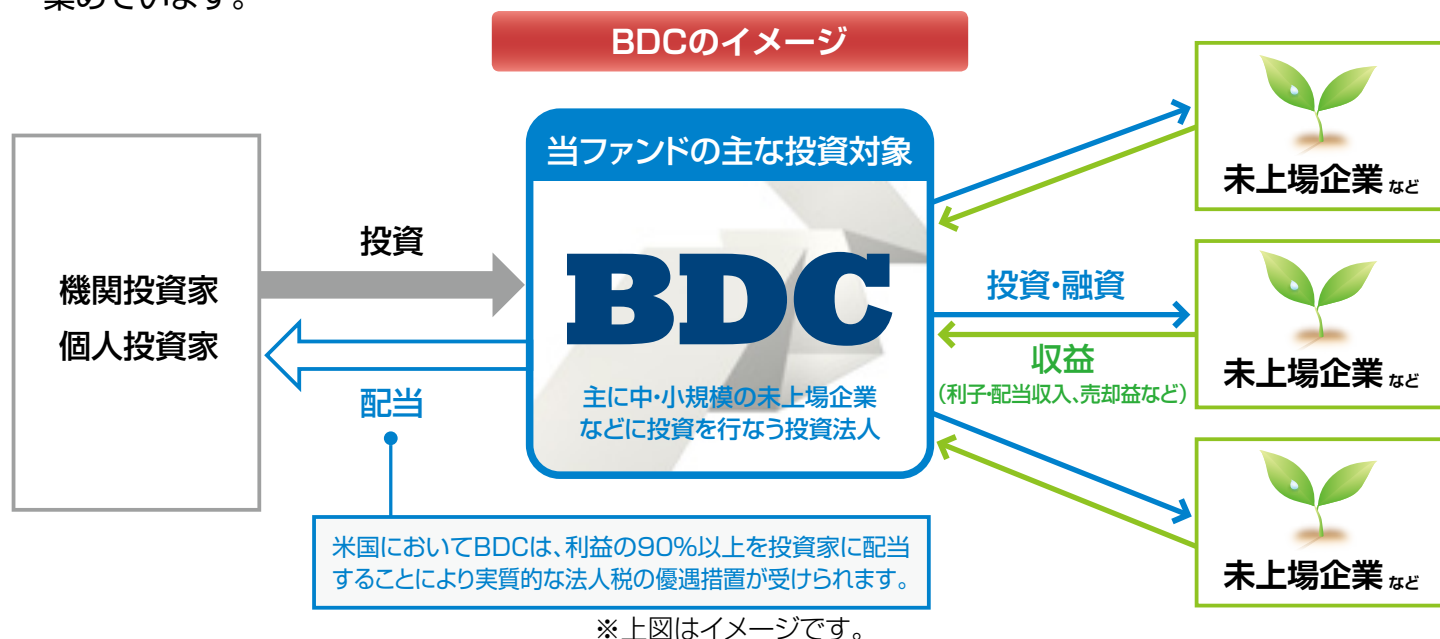 集めています。
BDCのイメージ
機関投資家
個人投資家
投資
配当
当ファンドの主な投資対象
BDC
主に中・小規模の未上場企業
などに投資を行なう投資法人
投資・融資
収益
(利子・配当収入、売却益など)
未上場企業 など
未上場企業 など
未上場企業 など
米国においてBDCは、利益の90%以上を投資家に配当
することにより実質的な法人税の優遇措置が受けられます。
※上図はイメージです。